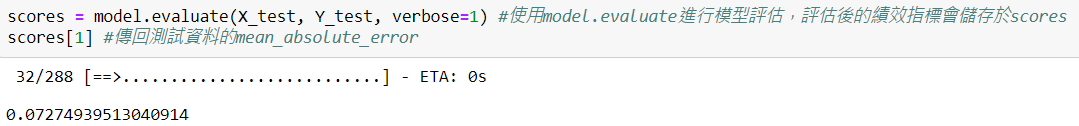 scores = model.evaluate(X_test, Y_test, verbose=1) #使用model.evaluate進行模型評估，評估後的績效指標會儲存於scores
scores[1] #傳回測試資料的mean_absolute_error
32/288 [==>...........................] - ETA: 0s
0.07274939513040914